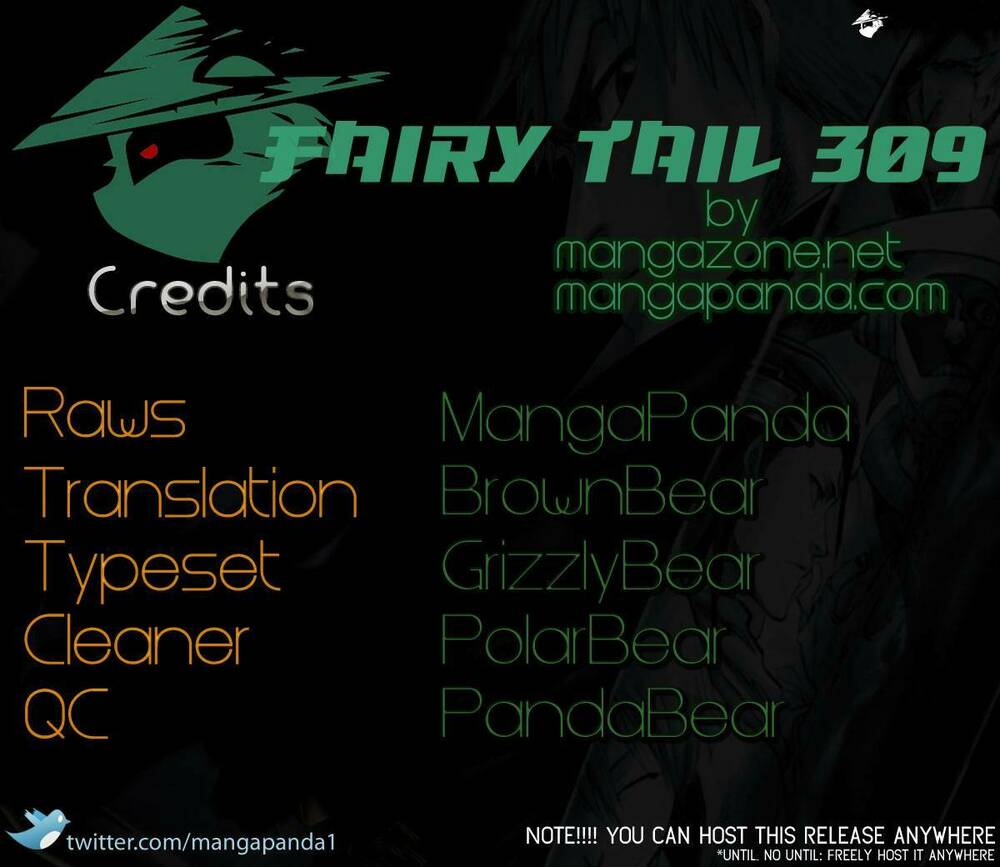 FAIRY TAIL 309
by
mangazone.net
mangapanda.com
Credits
Raws MangaPanda
Translation BrownBear
Typeset GrizzlyBear
Cleaner PolarBear
QC PandaBear
twitter.com/mangapanda1
NOTE!!!! YOU CAN HOST THIS RELEASE ANYWHERE
*UNTIL. NO UNTIL: FREELY HOST IT ANYWHERE